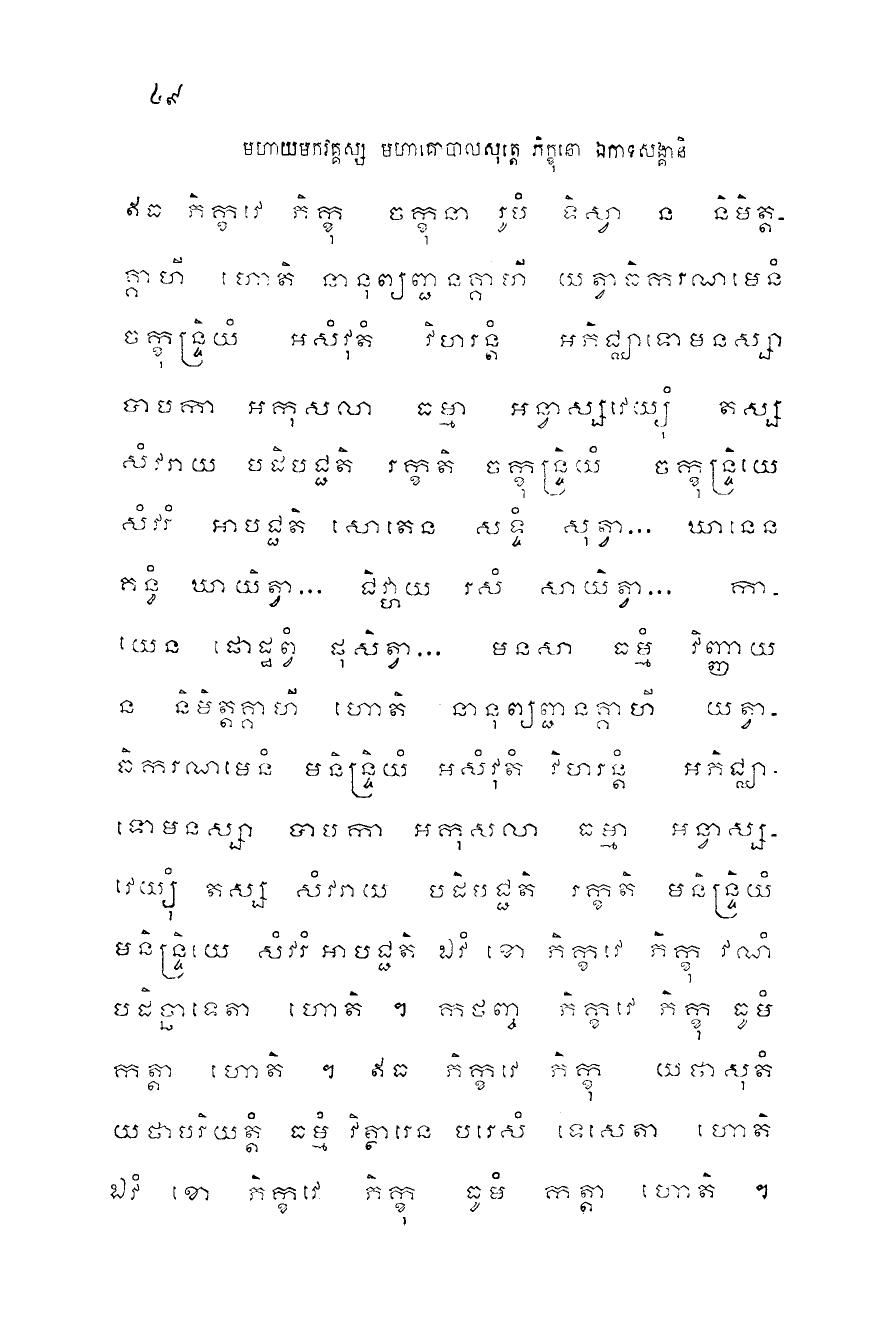 ៤៩
មហាយមកវគ្គស្ស មហាគោបាលសុត្តេ ភិក្ខុនោ ឯកាទសង្គានិ
ឥធ ភិក្ខវេ ភិក្ខុ ចក្ខុនា រូបំ ទិស្វា ន និមិត្ត-
គ្គាហី ហោតិ នានុព្យញ្ជនគ្គាហី យត្វាធិករណមេនំ
ចក្ខុន្ទ្រិយំ អសំវុតំ វិហរន្តំ អភិជ្ឈាទោមនស្សា
បាបកា អកុសលា ធម្មា អន្វាស្សវេយ្យុំ តស្ស
សំវរាយ បដិបជ្ជតិ រក្ខតិ ចក្ខុន្ទ្រិយំ ចក្ខុន្ទ្រិយេ
សំវរំ អាបជ្ជតិ សោតេន សទ្ទំ សុត្វា... ឃានេន
គន្ធំ ឃាយិត្វា... ជិវ្ហាយ រសំ សាយិត្វា... កា-
យេន ផោដ្ឋព្វំ ផុសិត្វា... មនសា ធម្មំ វិញ្ញាយ
ន និមិត្តគ្គាហី ហោតិ នានុព្យញ្ជនគ្គាហី យត្វា-
ធិករណមេនំ មនិន្ទ្រិយំ អសំវុតំ វិហរន្តំ អភិជ្ឈា-
ទោមនស្សា បាបកា អកុសលា ធម្មា អន្វាស្ស-
វេយ្យុំ តស្ស សំវរាយ បដិបជ្ជតិ រក្ខតិ មនិន្ទ្រិយំ
មនិន្ទ្រិយេ សំវរំ អាបជ្ជតិ ឯវំ ខោ ភិក្ខវេ ភិក្ខុ វណំ
បដិច្ឆាទេតា ហោតិ ។ កថញ្ច ភិក្ខវេ ភិក្ខុ ធូមំ
កត្តា ហោតិ ។ ឥធ ភិក្ខវេ ភិក្ខុ យថាសុតំ
យថាបរិយត្តំ ធម្មំ វិត្ថារេន បរេសំ ទេសេតា ហោតិ
ឯវំ ខោ ភិក្ខវេ ភិក្ខុ ធូមំ កត្តា ហោតិ ។